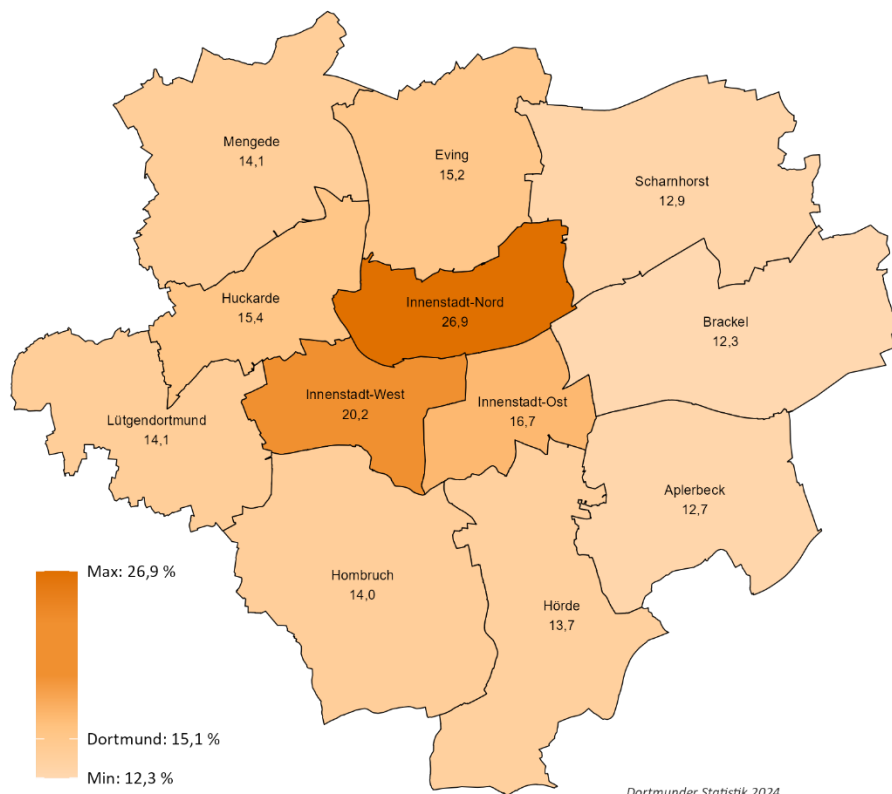 Mengede
14,1
Eving
15,2
Scharnhorst
12,9
Huckarde
15,4
Innenstadt-Nord
26,9
Brackel
12,3
Lütgendortmund
14,1
Innenstadt-West
20,2
Innenstadt-Ost
16,7
Aplerbeck
12,7
Hombruch
14,0
Hörde
13,7
Max: 26,9 %
Dortmund: 15,1 %
Min: 12,3 %
Dortmunder Statistik 2024